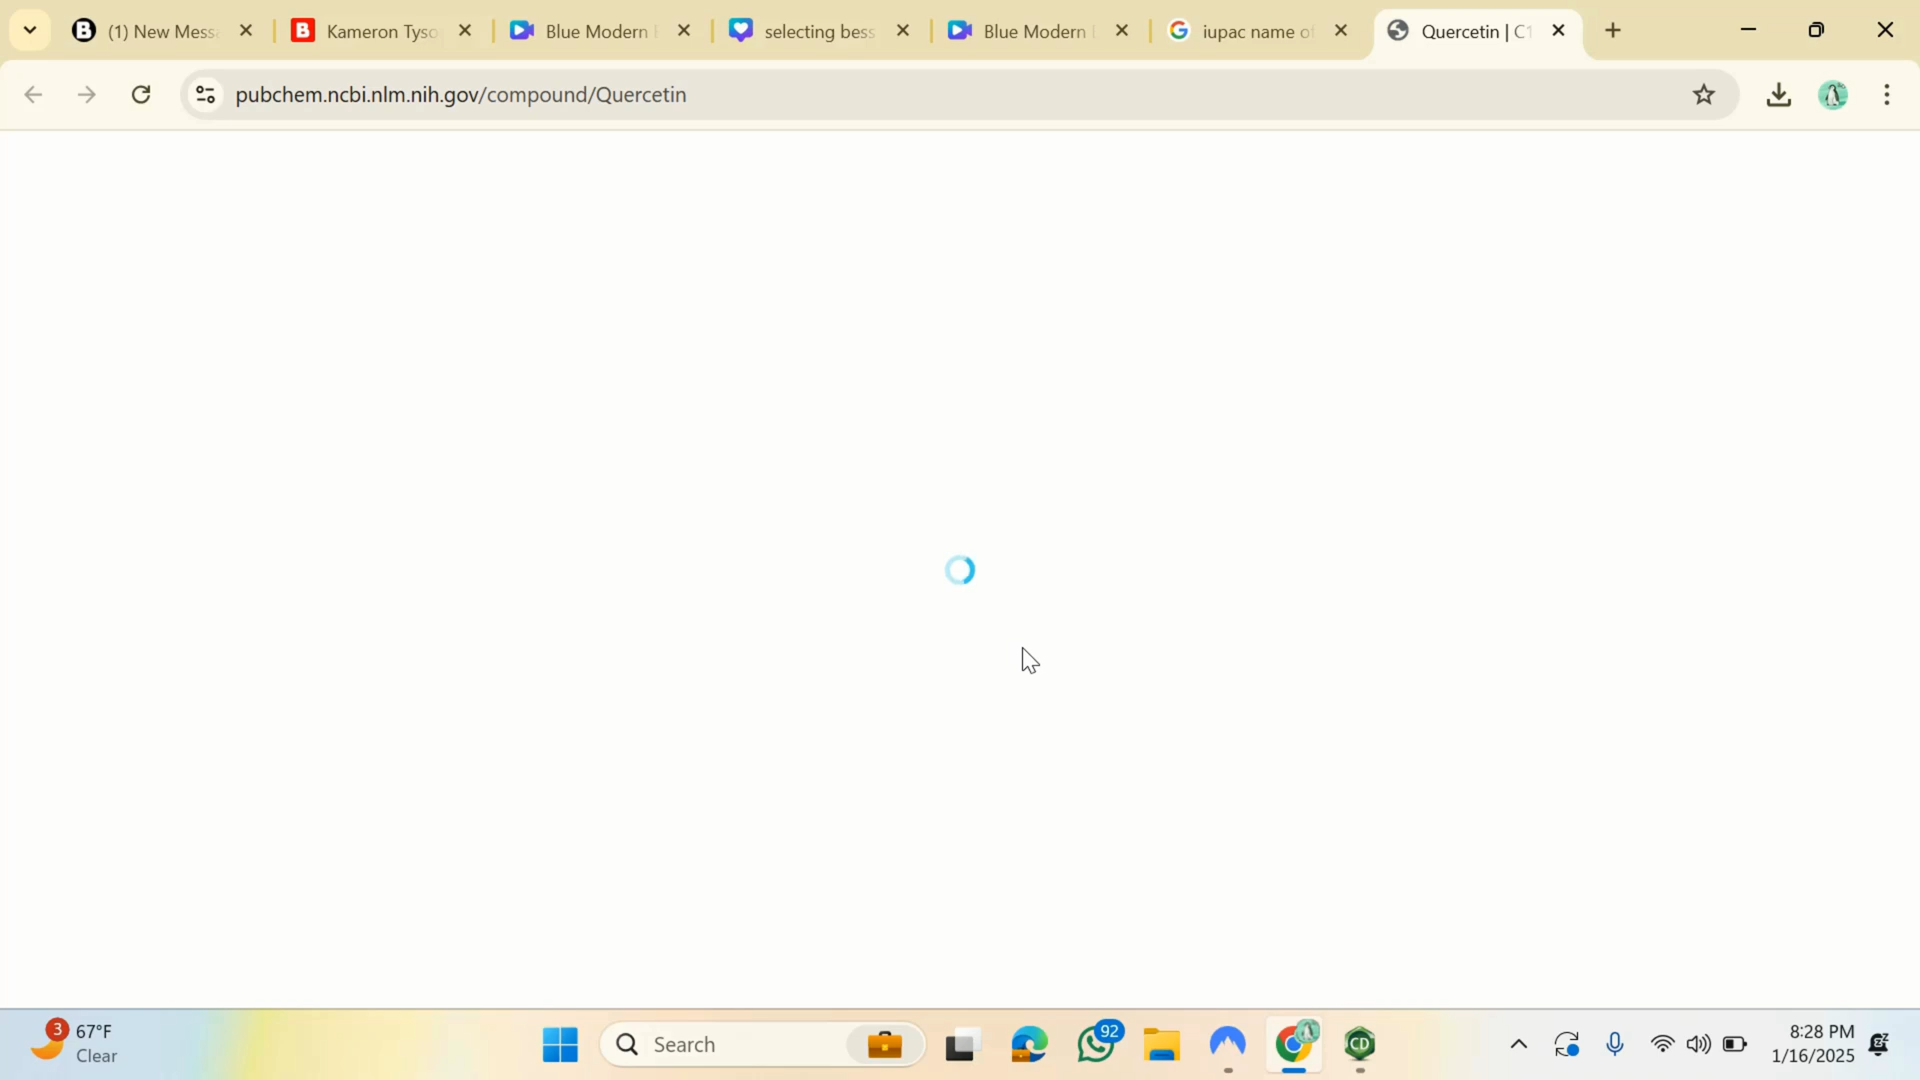 (1) New Mess
Kameron Tyso
Blue Modern
selecting bess
Blue Modern
iupac name of
Quercetin | C1
pubchem.ncbi.nlm.nih.gov/compound/Quercetin
3
67°F
Clear
Search
92
CD
8:28 PM
1/16/2025